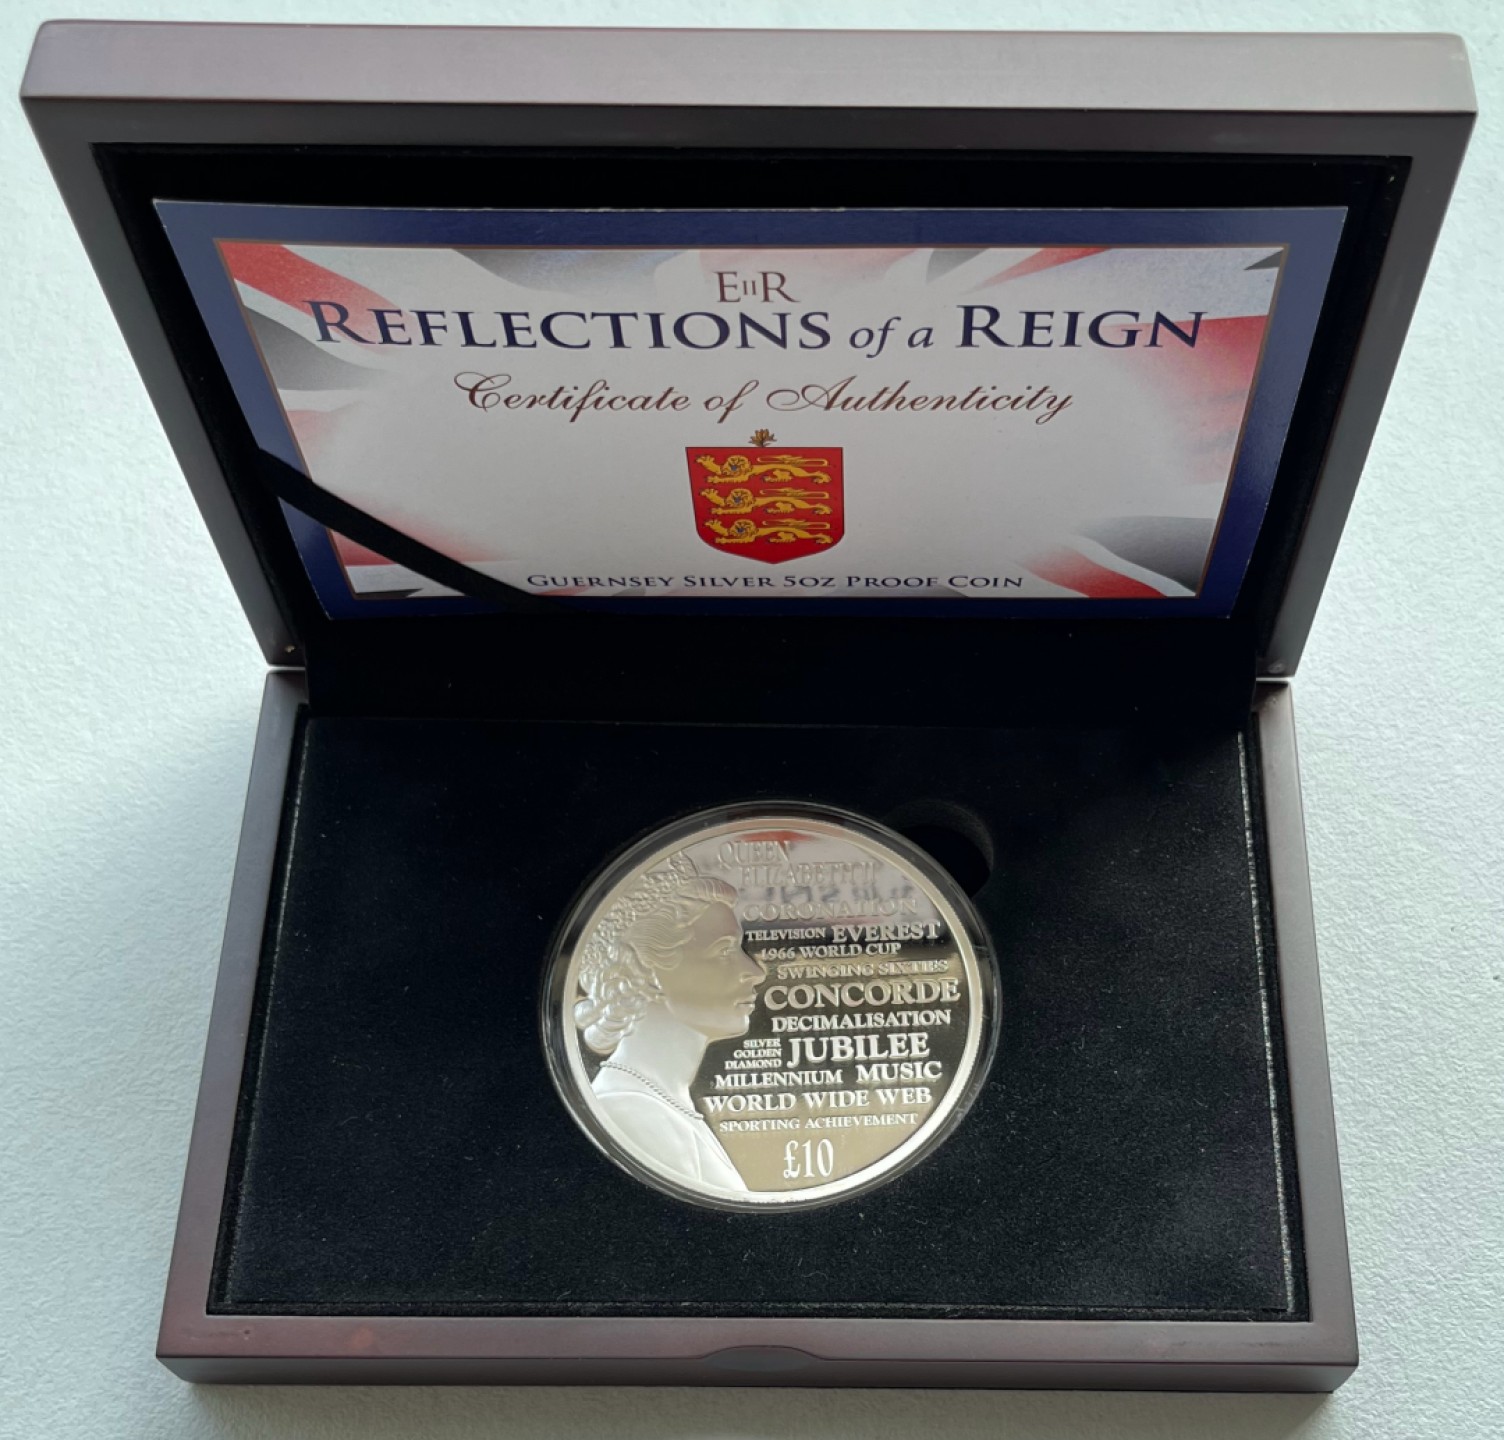 EIIR
REFLECTIONS of a REIGN
Certificate of Authenticity
GUERNSEY SILVER 5OZ PROOF COIN
QUEEN
ELIZABETH II
CORONATION
TELEVISION EVEREST
1966 WORLD CUP
SWINGING SIXTIES
CONCORDE
DECIMALISATION
SILVER
GOLDEN
DIAMOND
JUBILEE
MILLENNIUM MUSIC
WORLD WIDE WEB
SPORTING ACHIEVEMENT
£10